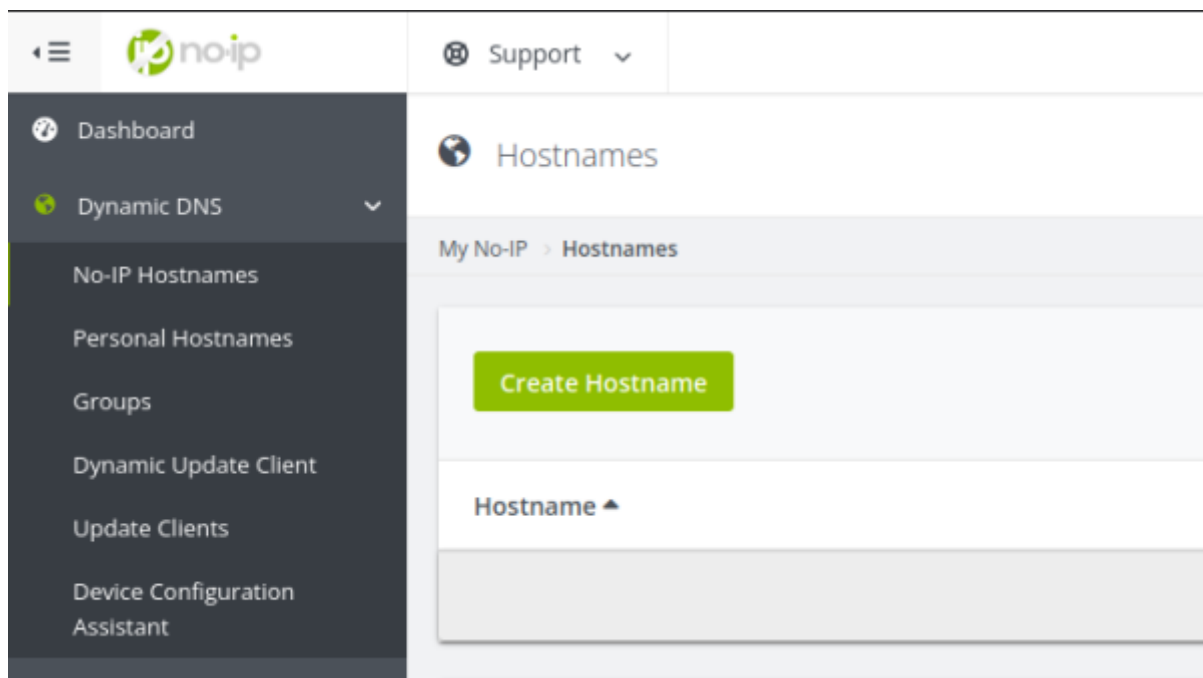 no-ip
Support
Dashboard
Hostnames
Dynamic DNS
My No-IP > Hostnames
No-IP Hostnames
Personal Hostnames
Create Hostname
Groups
Dynamic Update Client
Hostname
Update Clients
Device Configuration
Assistant